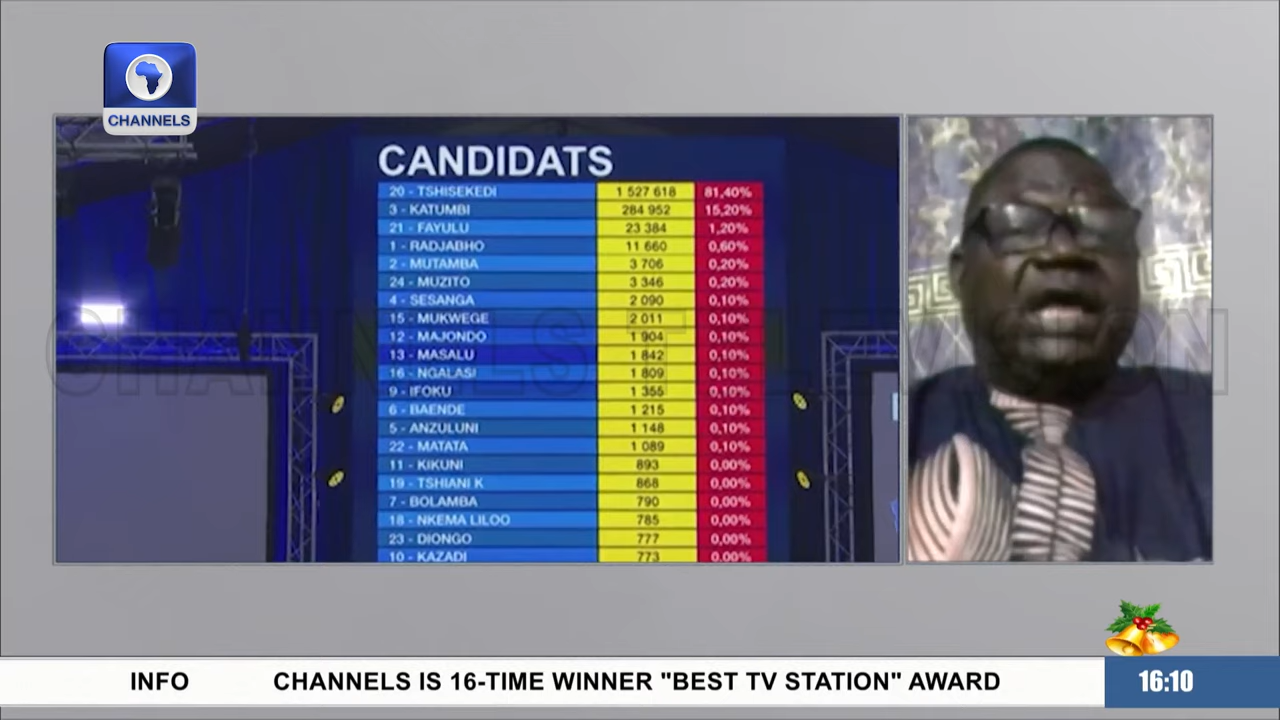 CHANNELS
CANDIDATS
20 - TSHISEKEDI 1 527 618 81,40%
3 - KATUMBI 284 952 15,20%
21 - FAYULU 23 384 1,20%
1 - RADJABHO 11 660 0,60%
2 - MUTAMBA 3 706 0,20%
24 - MUZITO 3 346 0,20%
4 - SESANGA 2 090 0,10%
15 - MUKWEGE 2 011 0,10%
12 - MAJONDO 1 904 0,10%
13 - MASALU 1 842 0,10%
16 - NGALASI 1 809 0,10%
9 - IFOKU 1 355 0,10%
6 - BAENDE 1 215 0,10%
5 - ANZULUNI 1 148 0,10%
22 - MATATA 1 089 0,10%
11 - KIKUNI 893 0,00%
19 - TSHIANI K 868 0,00%
7 - BOLAMBA 790 0,00%
18 - NKEMA LILOO 785 0,00%
23 - DIONGO 777 0,00%
10 - KAZADI 773 0,00%
CHANNELS TELEVISION
INFO CHANNELS IS 16-TIME WINNER "BEST TV STATION" AWARD 16:10